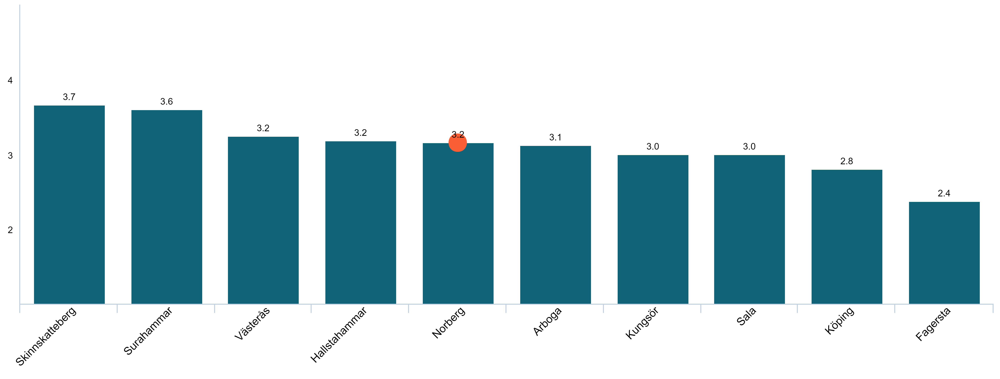 4
3
2
3.7
3.6
3.2
3.2
3.2
3.1
3.0
3.0
2.8
2.4
Skinnskatteberg
Surahammar
Västerås
Hallstahammar
Norberg
Arboga
Kungsör
Sala
Köping
Fagersta